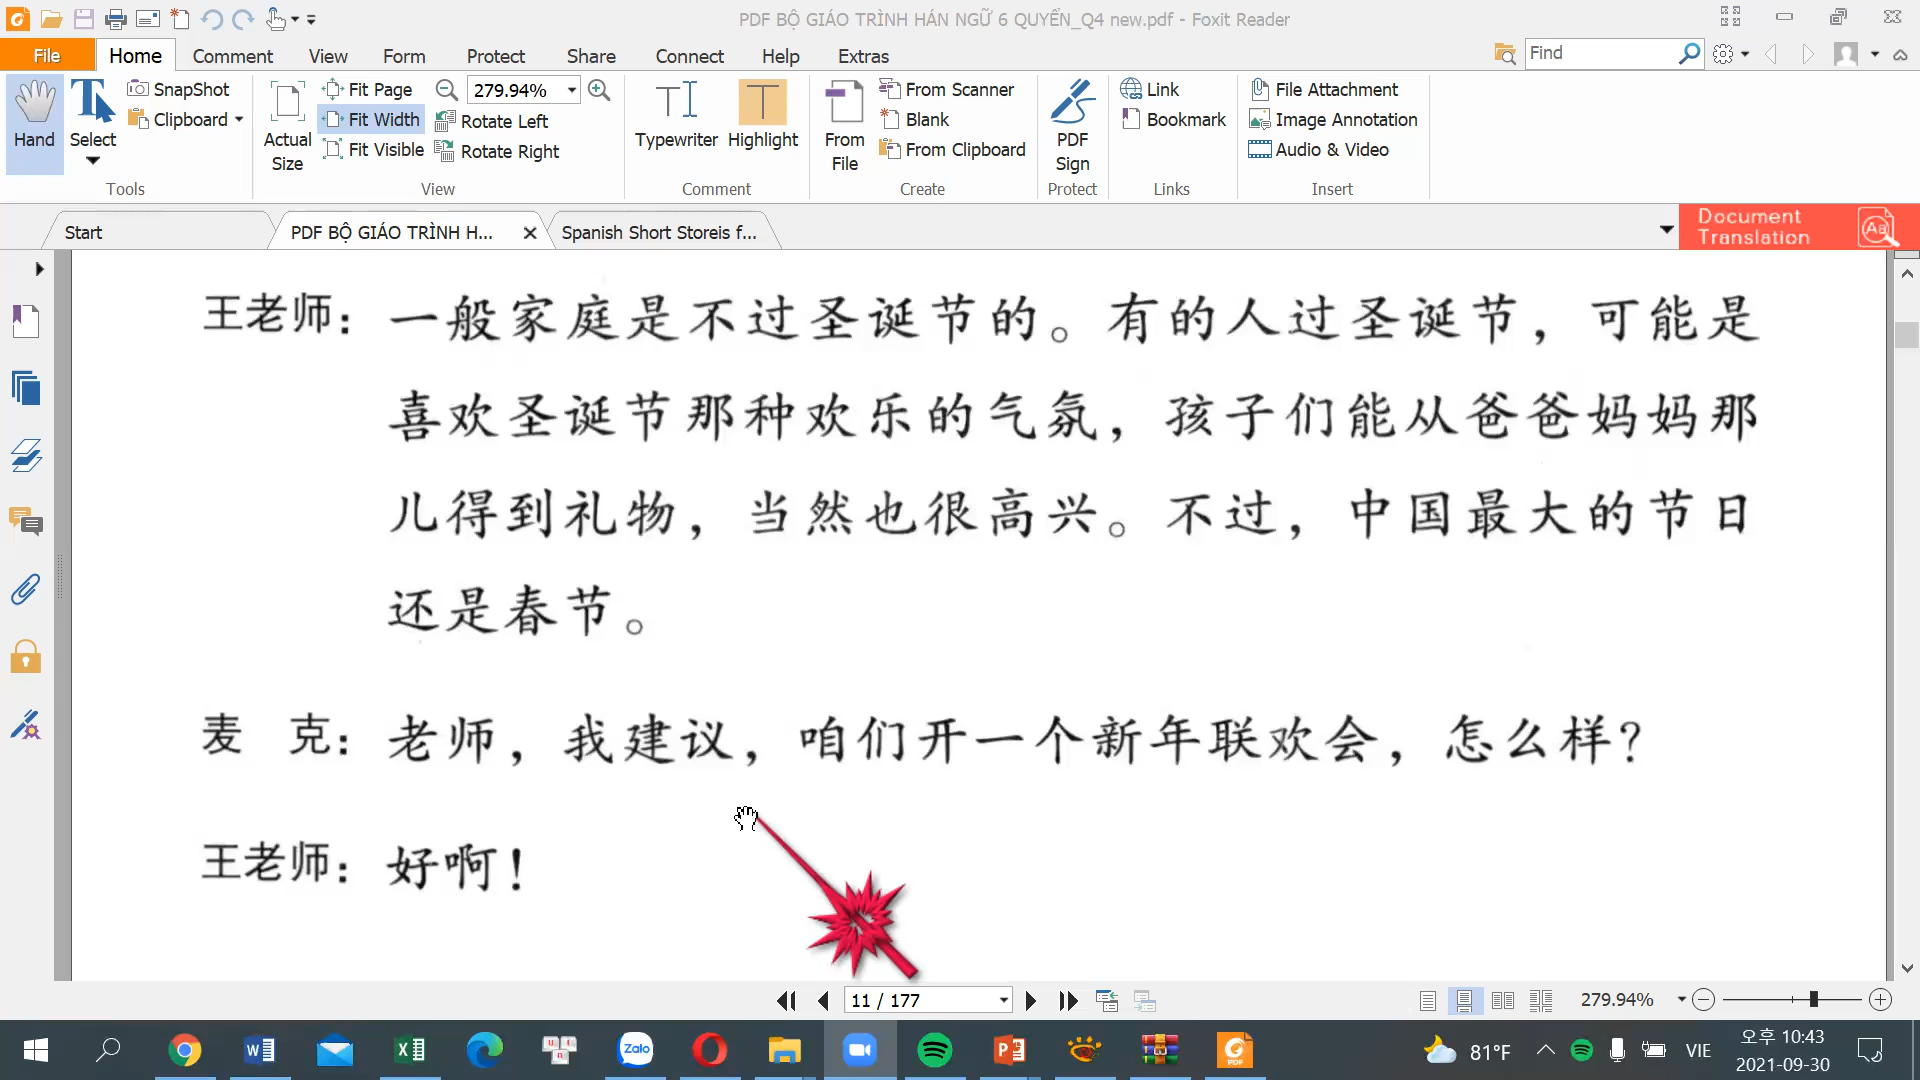 PDF BỘ GIÁO TRÌNH HÁN NGỮ 6 QUYỂN_Q4 new.pdf - Foxit Reader
File Home Comment View Form Protect Share Connect Help Extras Find
Hand Select SnapShot Clipboard Actual Size Fit Page Fit Width Fit Visible 279.94% Rotate Left Rotate Right Typewriter Highlight From File From Scanner Blank From Clipboard PDF Sign Link Bookmark File Attachment Image Annotation Audio & Video
Tools View Comment Create Protect Links Insert
Start PDF BỘ GIÁO TRÌNH H... Spanish Short Storeis f... Document Translation
王老师：一般家庭是不过圣诞节的。有的人过圣诞节，可能是
喜欢圣诞节那种欢乐的气氛，孩子们能从爸爸妈妈那
儿得到礼物，当然也很高兴。不过，中国最大的节日
还是春节。
麦 克：老师，我建议，咱们开一个新年联欢会，怎么样？
王老师：好啊！
11 / 177 279.94%
Zalo 81°F VIE 오후 10:43
2021-09-30